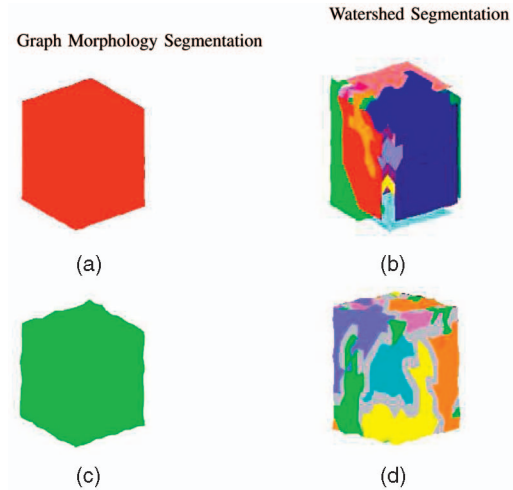 Watershed Segmentation
Graph Morphology Segmentation
(a)
(b)
(c)
(d)